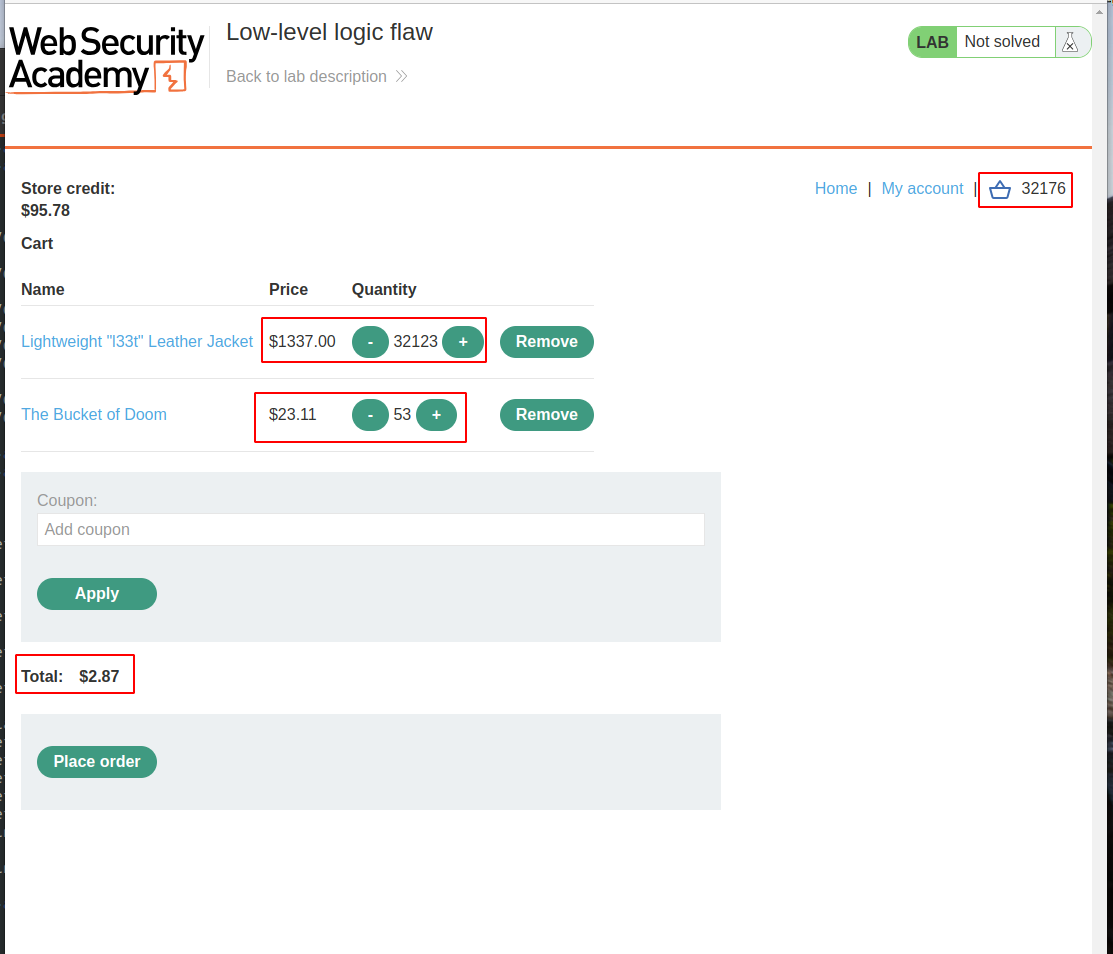 Web Security
Academy
Low-level logic flaw
Back to lab description
LAB Not solved
Store credit:
$95.78
Home | My account | 32176
Cart
Name Price Quantity
Lightweight "l33t" Leather Jacket $1337.00 - 32123 + Remove
The Bucket of Doom $23.11 - 53 + Remove
Coupon:
Add coupon
Apply
Total: $2.87
Place order